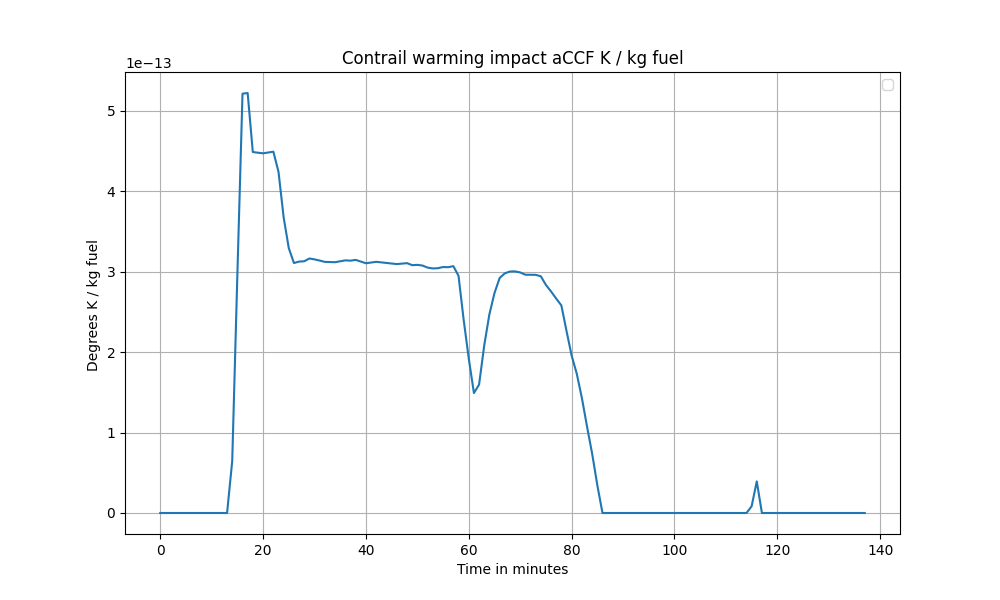 Contrail warming impact aCCF K / kg fuel
1e−13
5
4
3
2
1
0
Degrees K / kg fuel
0 20 40 60 80 100 120 140
Time in minutes